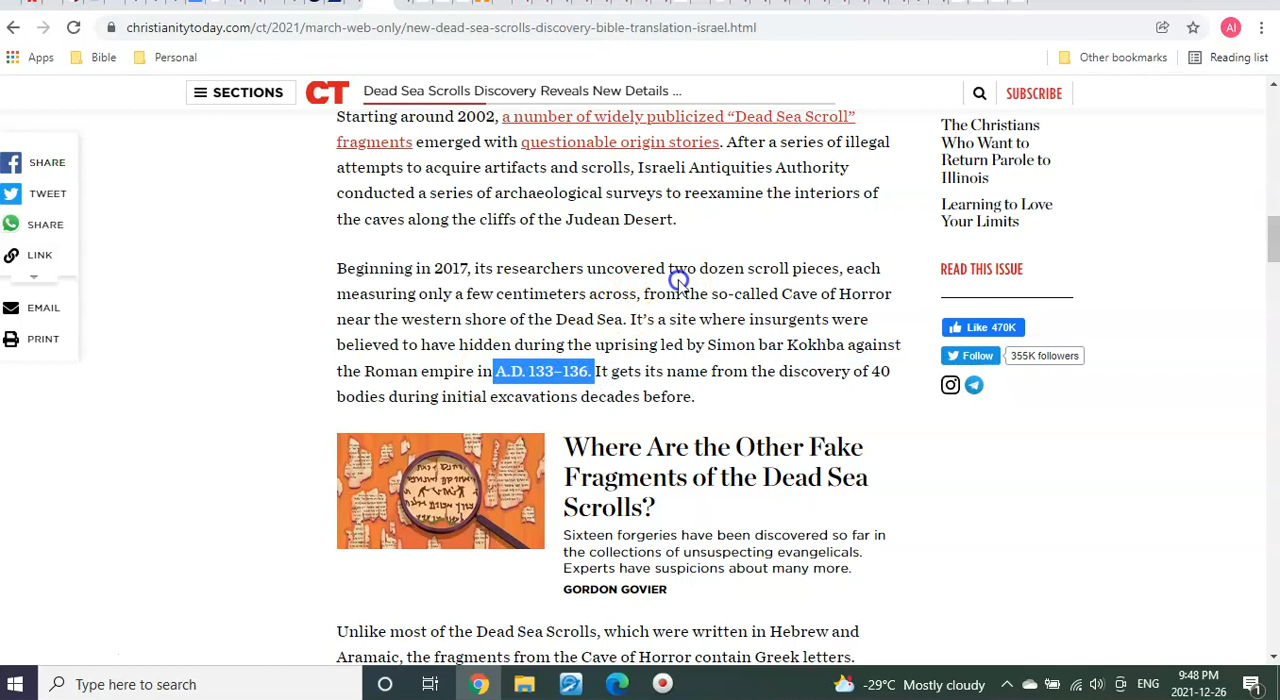 christianitytoday.com/ct/2021/march-web-only/new-dead-sea-scrolls-discovery-bible-translation-israel.html
AI
Apps
Bible
Personal
Other bookmarks
Reading list
SECTIONS
CT
Dead Sea Scrolls Discovery Reveals New Details ...
SUBSCRIBE
SHARE
TWEET
SHARE
LINK
EMAIL
PRINT
Starting around 2002, a number of widely publicized “Dead Sea Scroll”
fragments emerged with questionable origin stories. After a series of illegal
attempts to acquire artifacts and scrolls, Israeli Antiquities Authority
conducted a series of archaeological surveys to reexamine the interiors of
the caves along the cliffs of the Judean Desert.
Beginning in 2017, its researchers uncovered two dozen scroll pieces, each
measuring only a few centimeters across, from the so-called Cave of Horror
near the western shore of the Dead Sea. It’s a site where insurgents were
believed to have hidden during the uprising led by Simon bar Kokhba against
the Roman empire in A.D. 133–136. It gets its name from the discovery of 40
bodies during initial excavations decades before.
Where Are the Other Fake
Fragments of the Dead Sea
Scrolls?
Sixteen forgeries have been discovered so far in
the collections of unsuspecting evangelicals.
Experts have suspicions about many more.
GORDON GOVIER
Unlike most of the Dead Sea Scrolls, which were written in Hebrew and
Aramaic, the fragments from the Cave of Horror contain Greek letters.
The Christians
Who Want to
Return Parole to
Illinois
Learning to Love
Your Limits
READ THIS ISSUE
Like 470K
Follow
355K followers
Type here to search
-29°C Mostly cloudy
ENG
9:48 PM
2021-12-26
1